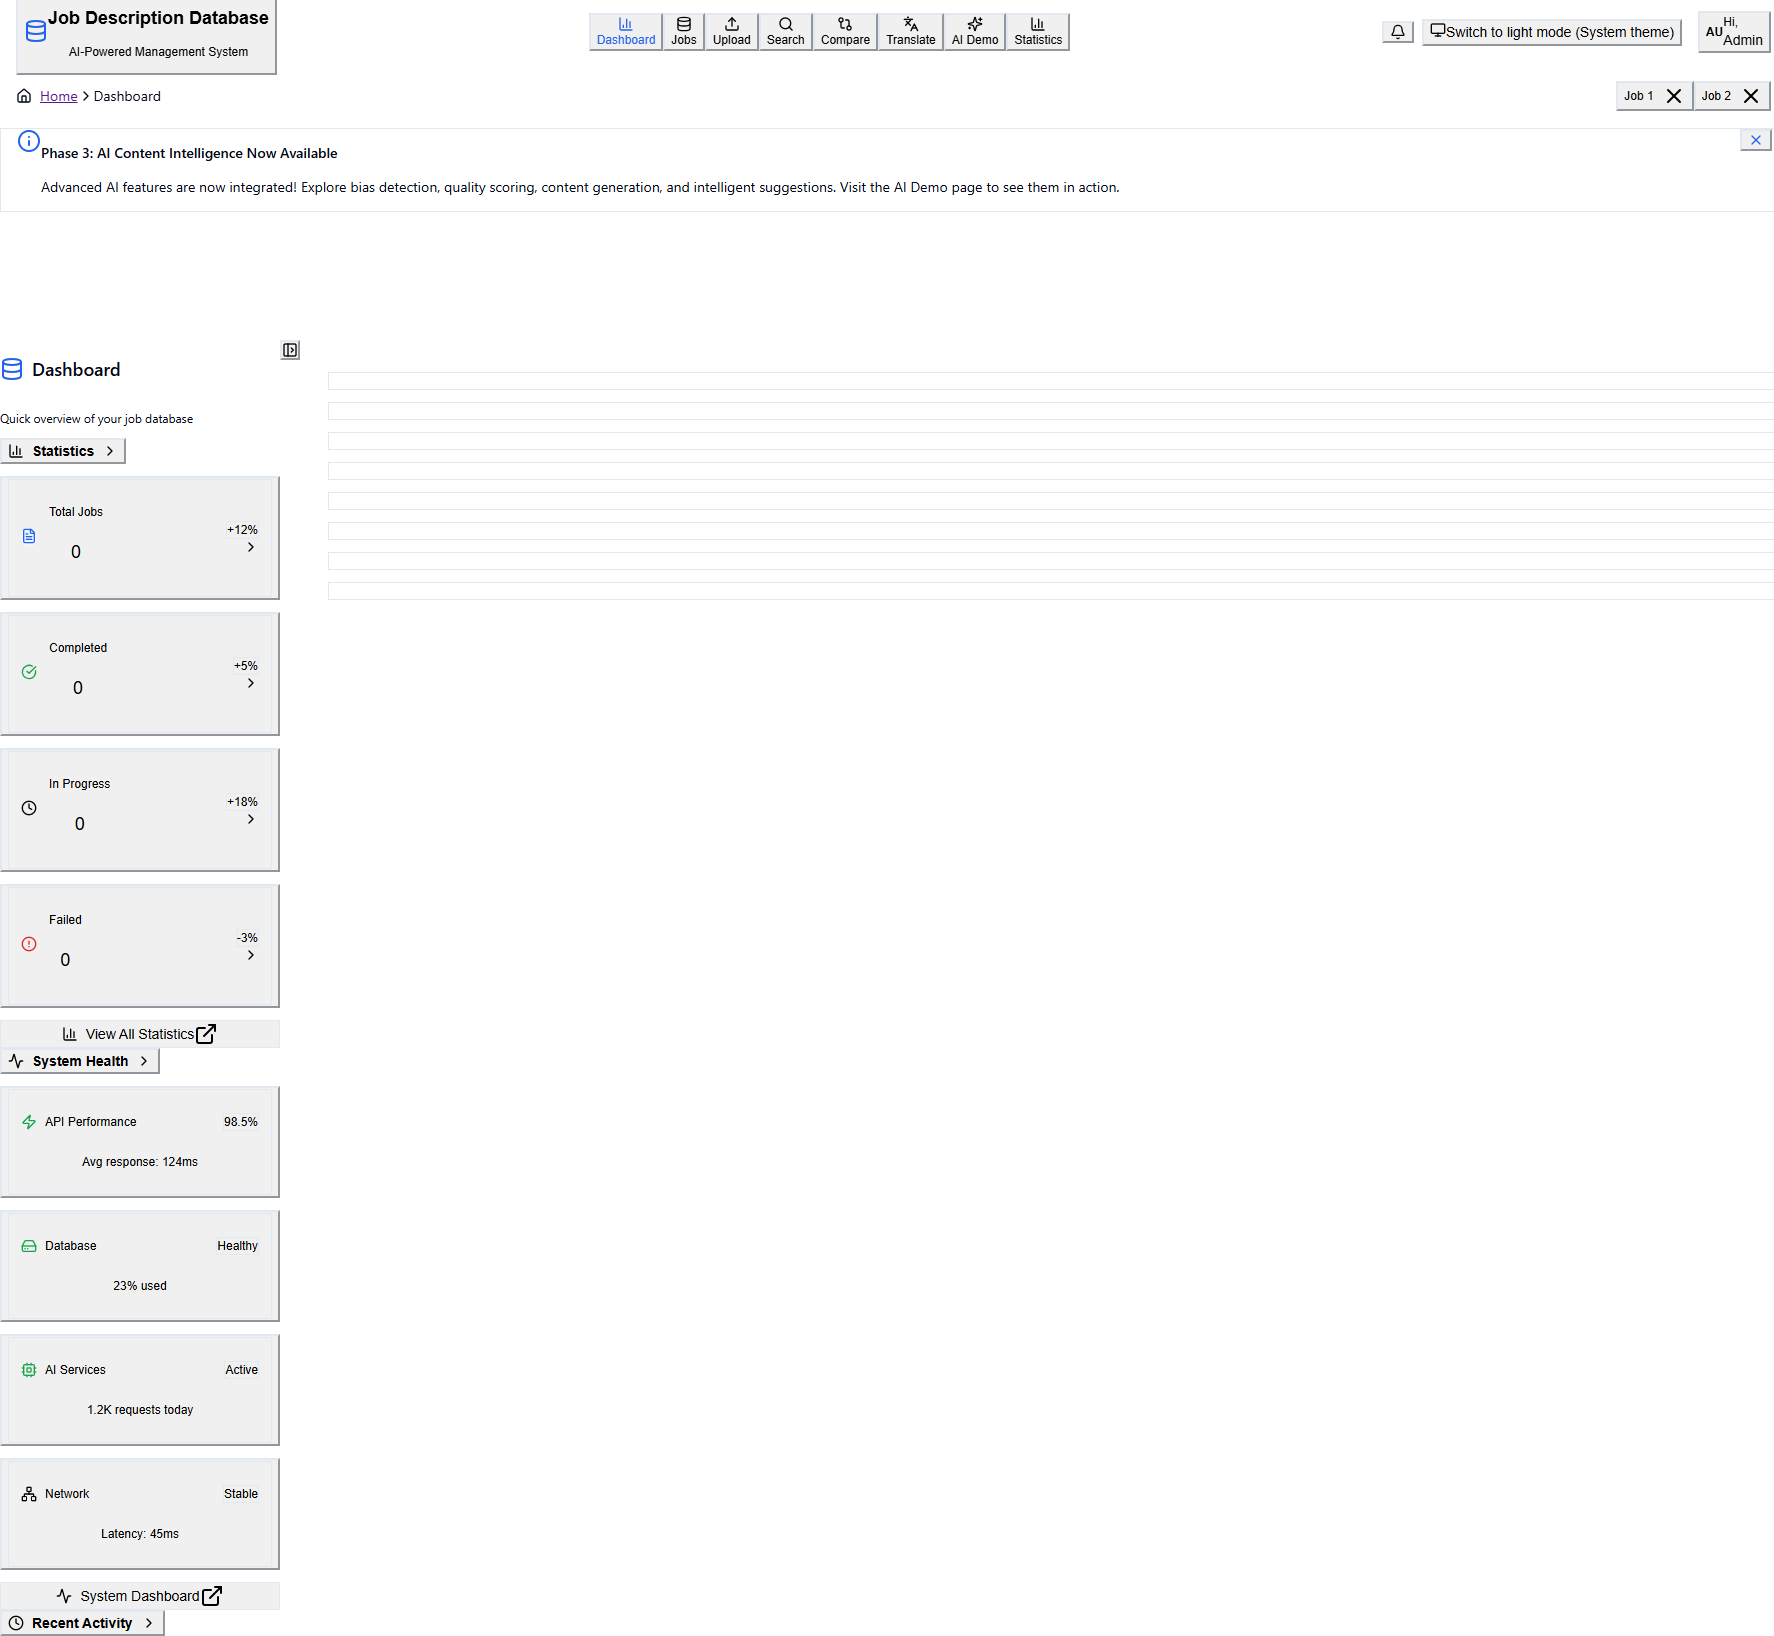 Job Description Database
AI-Powered Management System
Dashboard
Jobs
Upload
Search
Compare
Translate
AI Demo
Statistics
Switch to light mode (System theme)
AU
Hi,
Admin
Home
Dashboard
Job 1
Job 2
Phase 3: AI Content Intelligence Now Available
Advanced AI features are now integrated! Explore bias detection, quality scoring, content generation, and intelligent suggestions. Visit the AI Demo page to see them in action.
Dashboard
Quick overview of your job database
Statistics
Total Jobs
0
+12%
Completed
0
+5%
In Progress
0
+18%
Failed
0
-3%
View All Statistics
System Health
API Performance
98.5%
Avg response: 124ms
Database
Healthy
23% used
AI Services
Active
1.2K requests today
Network
Stable
Latency: 45ms
System Dashboard
Recent Activity